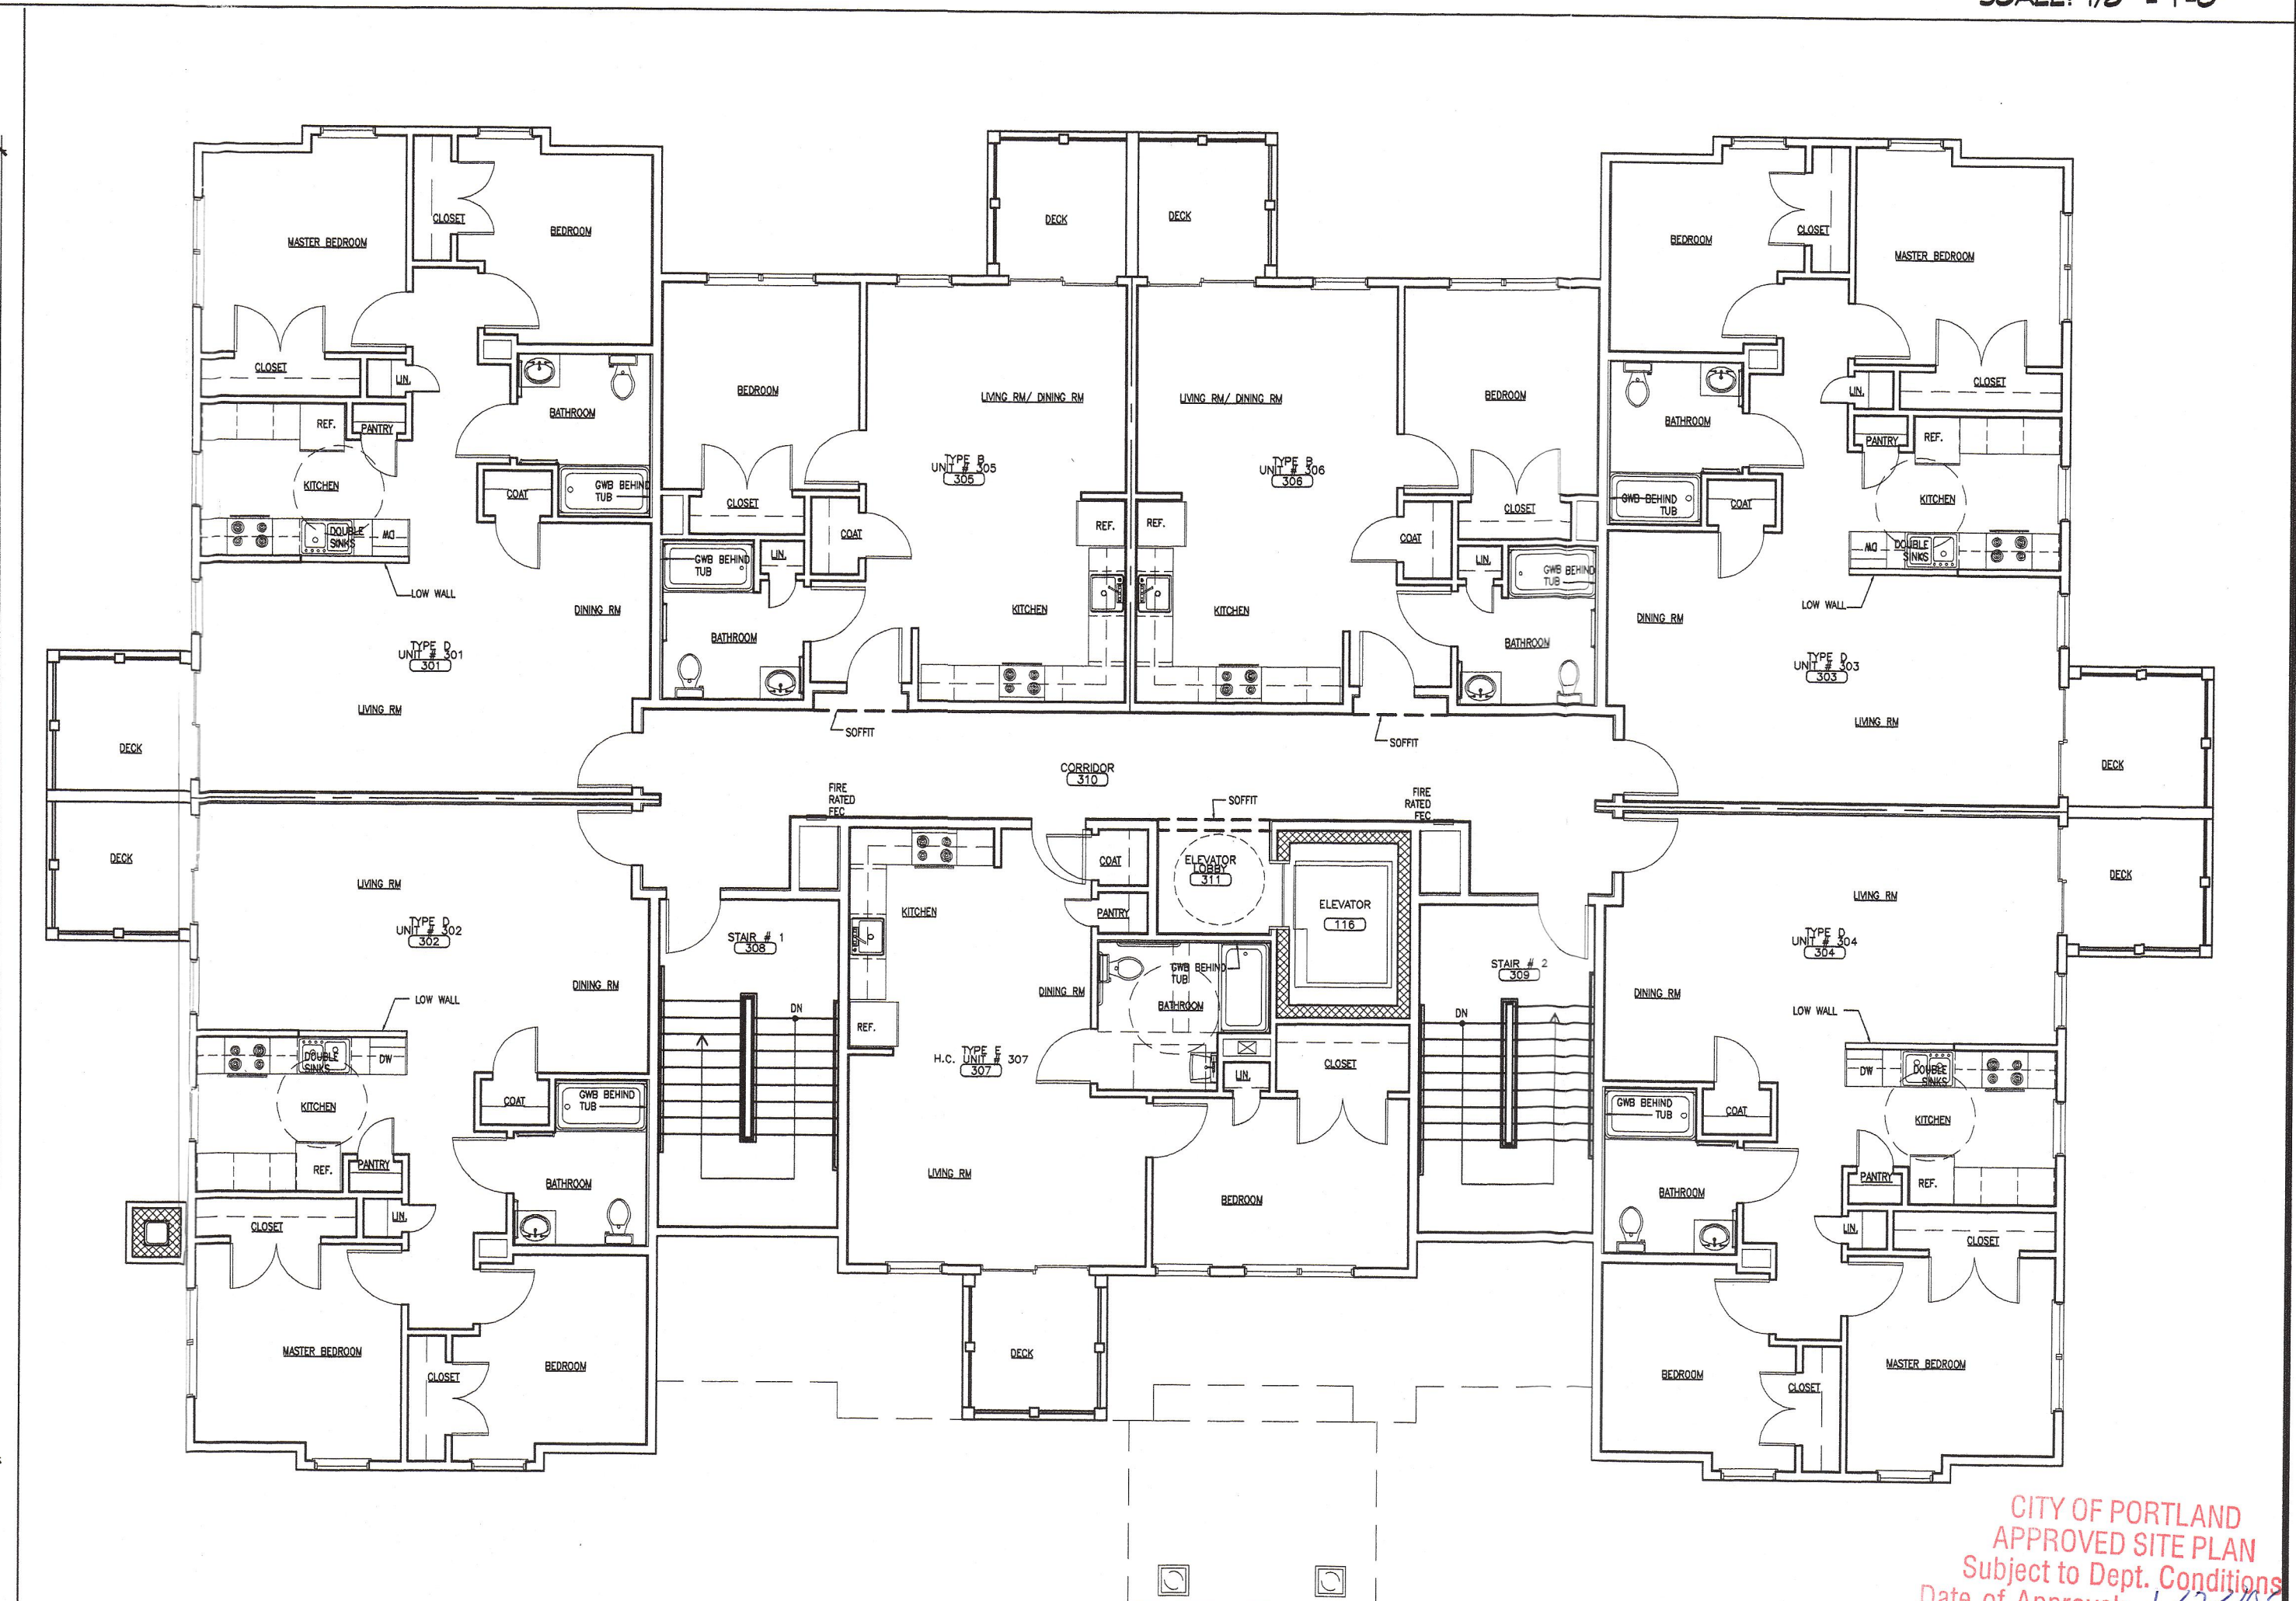 MASTER BEDROOM
CLOSET
BEDROOM
CLOSET
LIN.
REF.
PANTRY
BATHROOM
KITCHEN
COAT
GWB BEHIND
TUB
DOUBLE
SINKS
DW
LOW WALL
DINING RM
TYPE D
UNIT # 301
301
LIVING RM
DECK
DECK
DECK
BEDROOM
LIVING RM/ DINING RM
TYPE B
UNIT # 305
305
CLOSET
COAT
REF.
GWB BEHIND
TUB
LIN.
KITCHEN
BATHROOM
SOFFIT
LIVING RM/ DINING RM
BEDROOM
TYPE B
UNIT # 306
306
REF.
CLOSET
COAT
LIN.
GWB BEHIND
TUB
KITCHEN
BATHROOM
SOFFIT
BEDROOM
CLOSET
MASTER BEDROOM
CLOSET
LIN.
BATHROOM
PANTRY
REF.
KITCHEN
GWB BEHIND
TUB
COAT
DW
DOUBLE
SINKS
LOW WALL
DINING RM
TYPE D
UNIT # 303
303
LIVING RM
DECK
CORRIDOR
310
FIRE
RATED
FEC
SOFFIT
FIRE
RATED
FEC
DECK
LIVING RM
TYPE D
UNIT # 302
302
DINING RM
LOW WALL
DOUBLE
SINKS
DW
COAT
GWB BEHIND
TUB
KITCHEN
REF.
PANTRY
BATHROOM
LIN.
CLOSET
MASTER BEDROOM
CLOSET
BEDROOM
STAIR # 1
308
DN
COAT
ELEVATOR
LOBBY
311
ELEVATOR
116
KITCHEN
PANTRY
GWB BEHIND
TUB
BATHROOM
DINING RM
REF.
TYPE E
H.C. UNIT # 307
307
LIN.
CLOSET
LIVING RM
BEDROOM
DECK
STAIR # 2
309
DN
LIVING RM
DECK
TYPE D
UNIT # 304
304
DINING RM
LOW WALL
DW
DOUBLE
SINKS
GWB BEHIND
TUB
COAT
KITCHEN
PANTRY
REF.
BATHROOM
LIN.
CLOSET
BEDROOM
CLOSET
MASTER BEDROOM
CITY OF PORTLAND
APPROVED SITE PLAN
Subject to Dept. Conditions